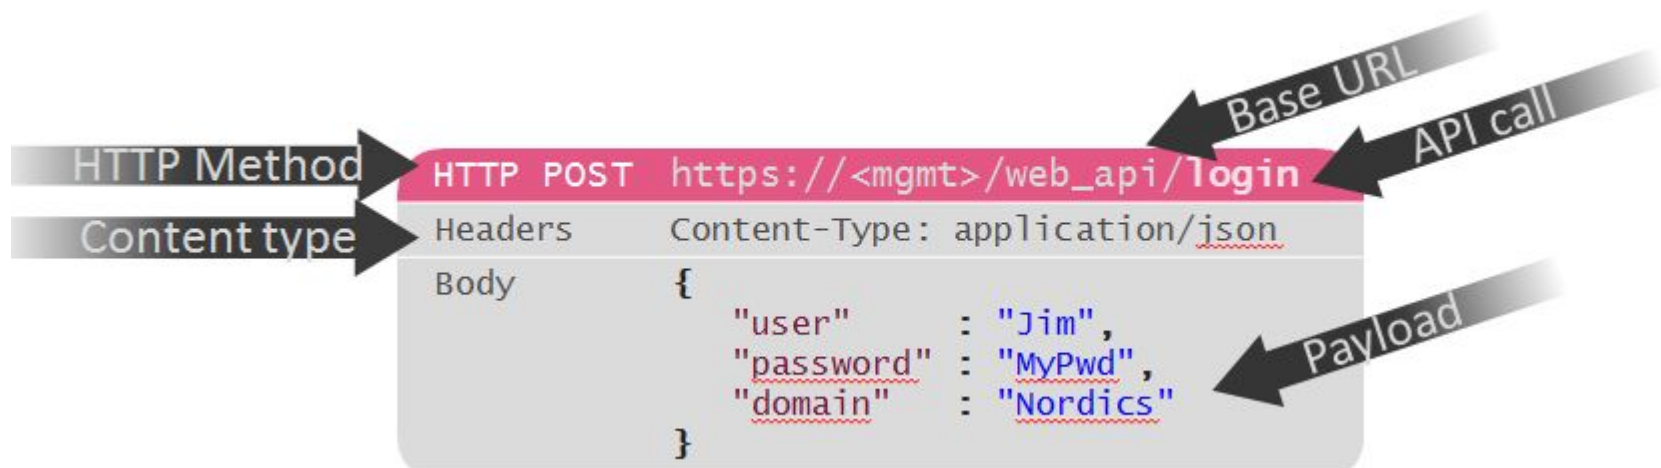 Base URL
API call
HTTP Method
HTTP POST https://<mgmt>/web_api/login
Content type
Headers Content-Type: application/json
Body {
"user" : "Jim",
"password" : "MyPwd",
"domain" : "Nordics"
}
Payload